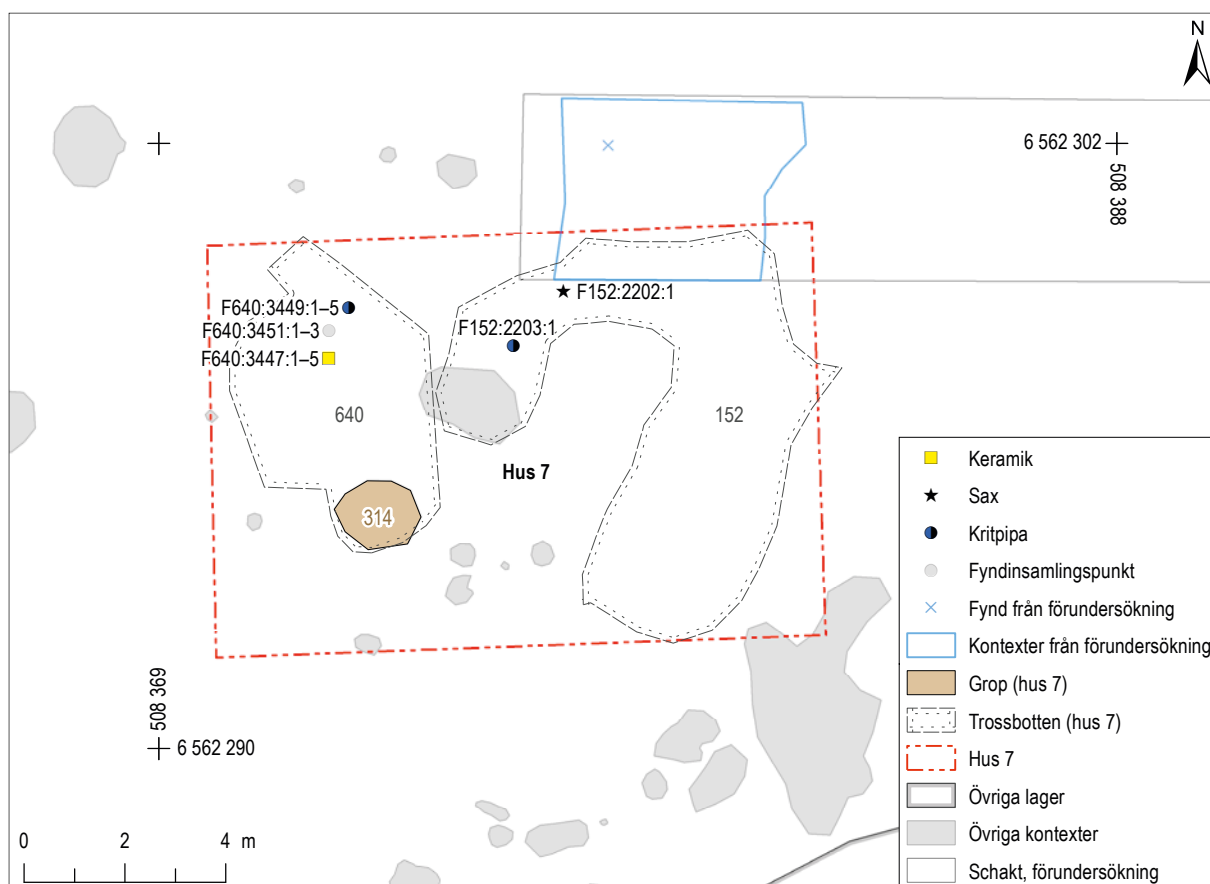 N
6 562 302
508 388
F152:2202:1
F640:3449:1–5
F640:3451:1–3
F152:2203:1
F640:3447:1–5
640
152
Hus 7
314
508 369
6 562 290
0 2 4 m
Keramik
Sax
Kritpipa
Fyndinsamlingspunkt
Fynd från förundersökning
Kontexter från förundersökning
Grop (hus 7)
Trossbotten (hus 7)
Hus 7
Övriga lager
Övriga kontexter
Schakt, förundersökning